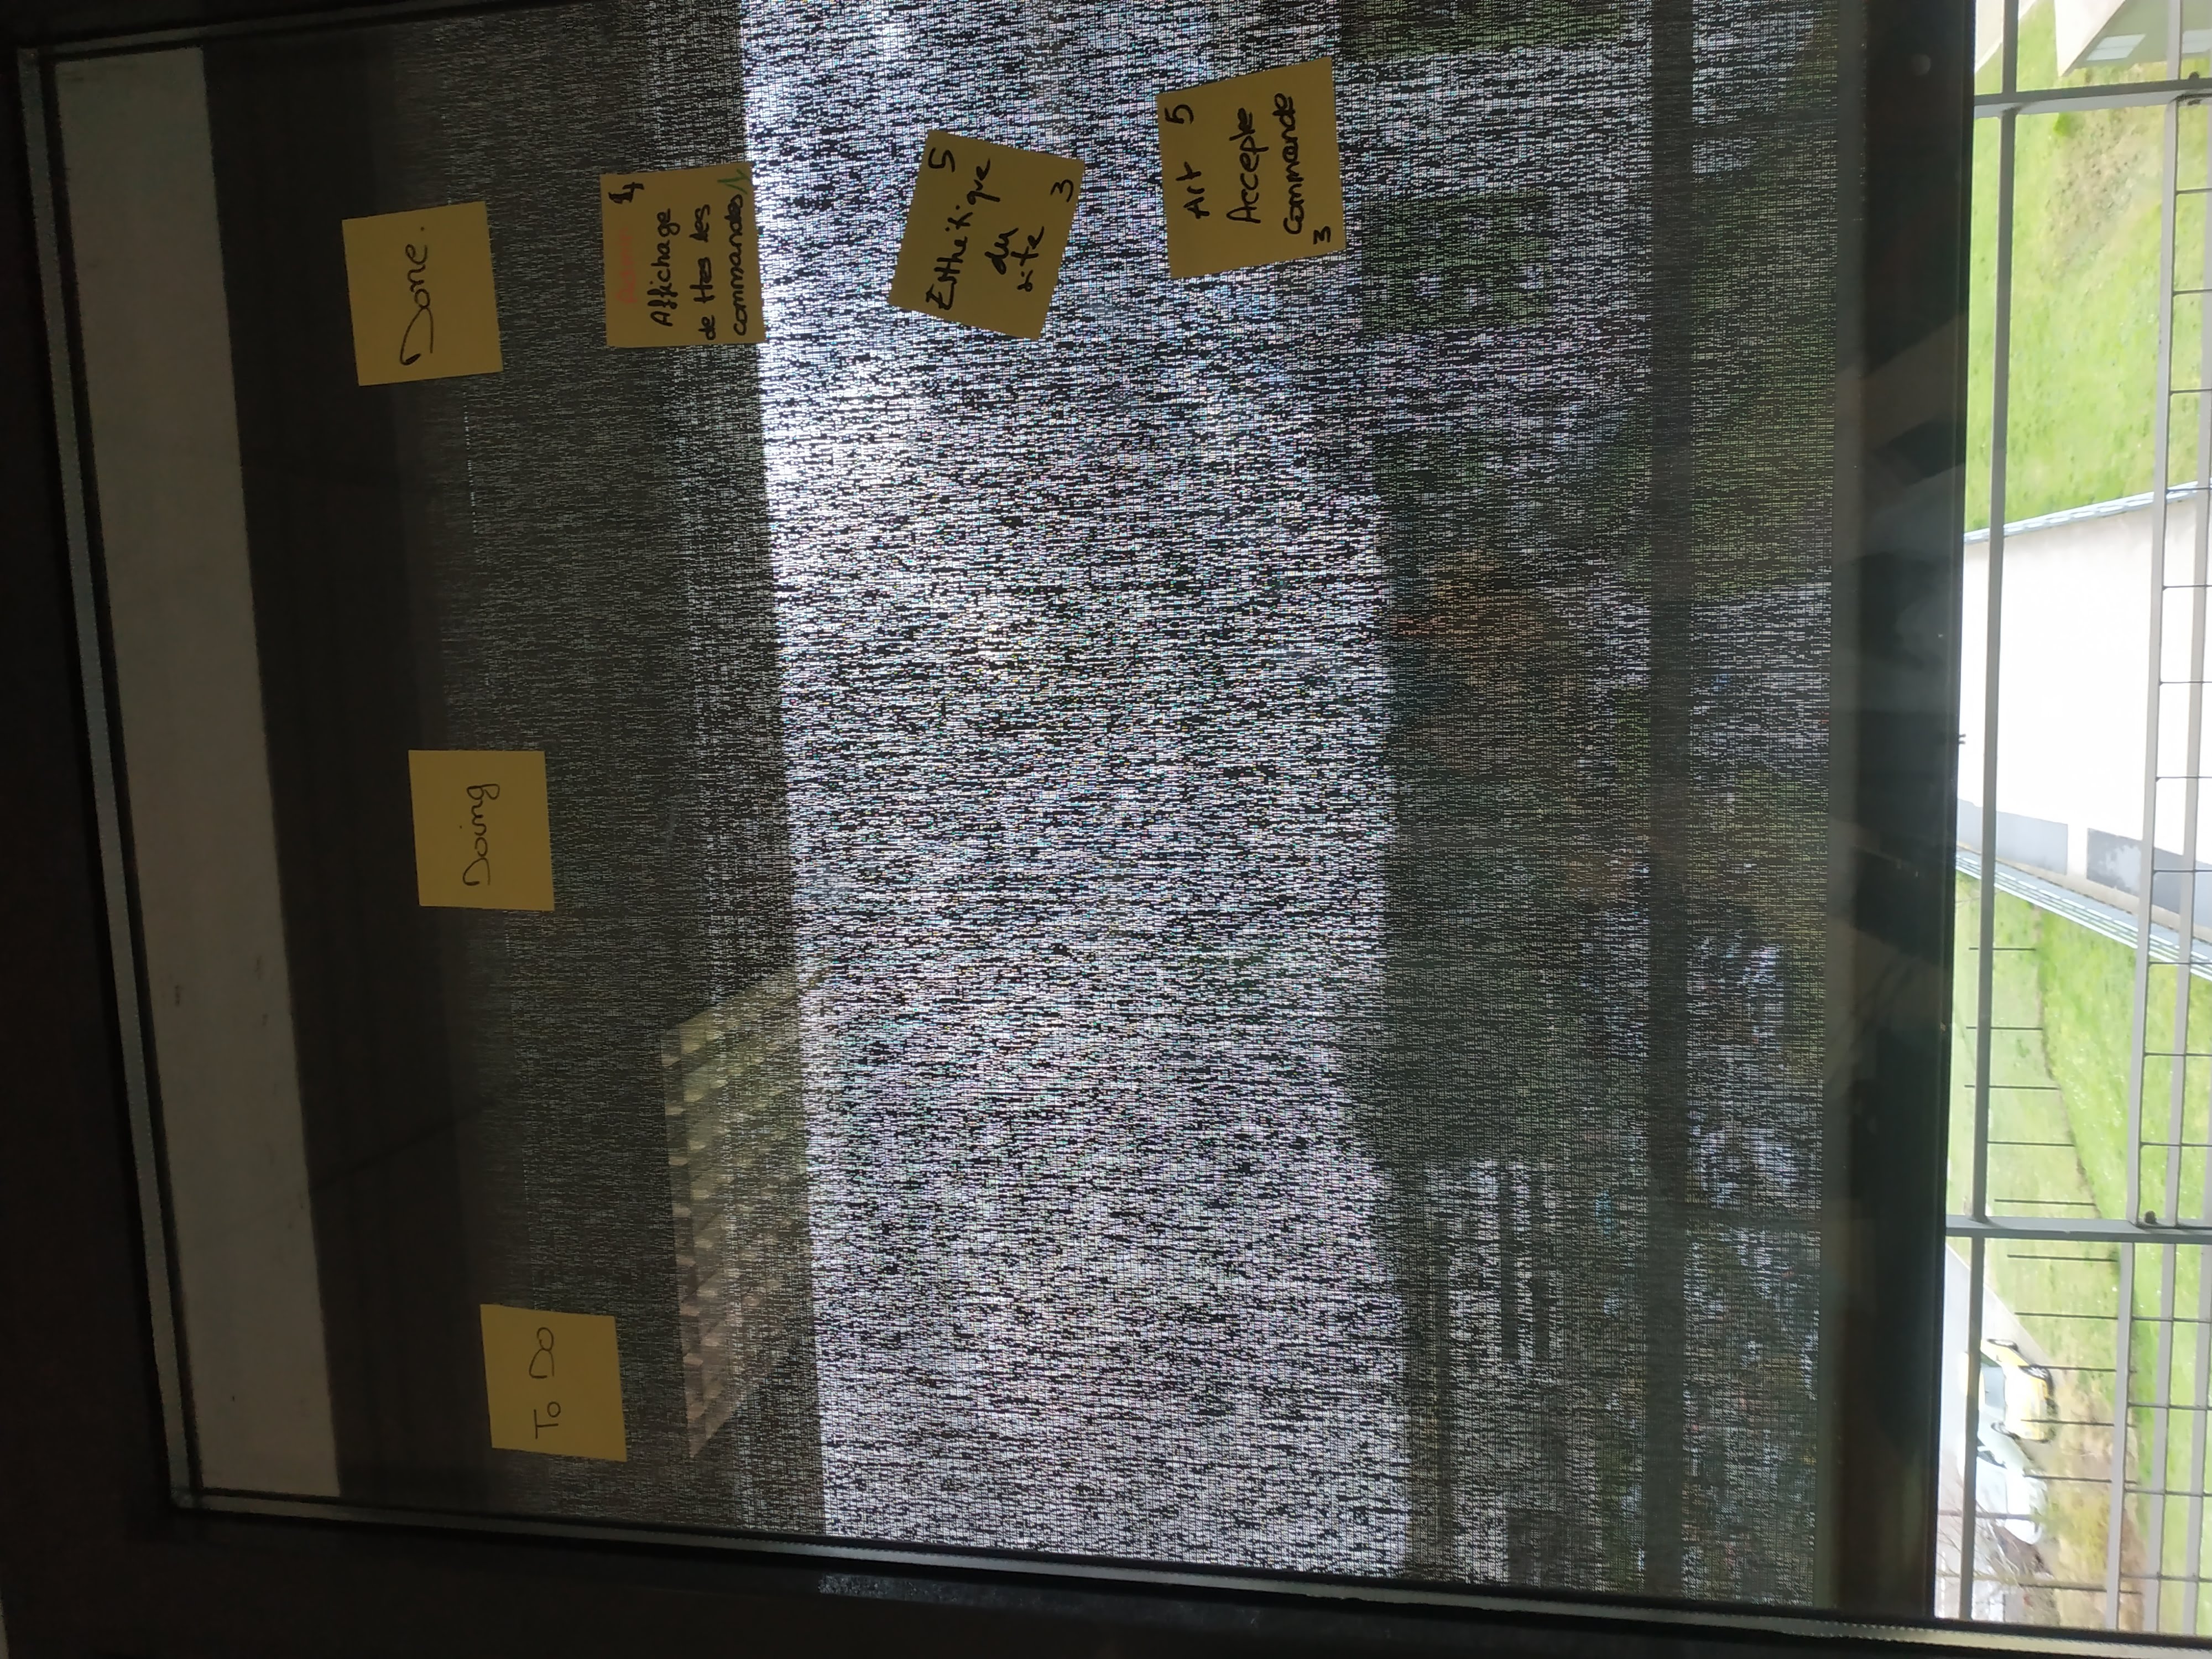 To Do
Doing
Done.
4
Affichage
de ttes les
commandes 1
5
Esthétique
du
site
3
Art 5
Accepte
commande
3